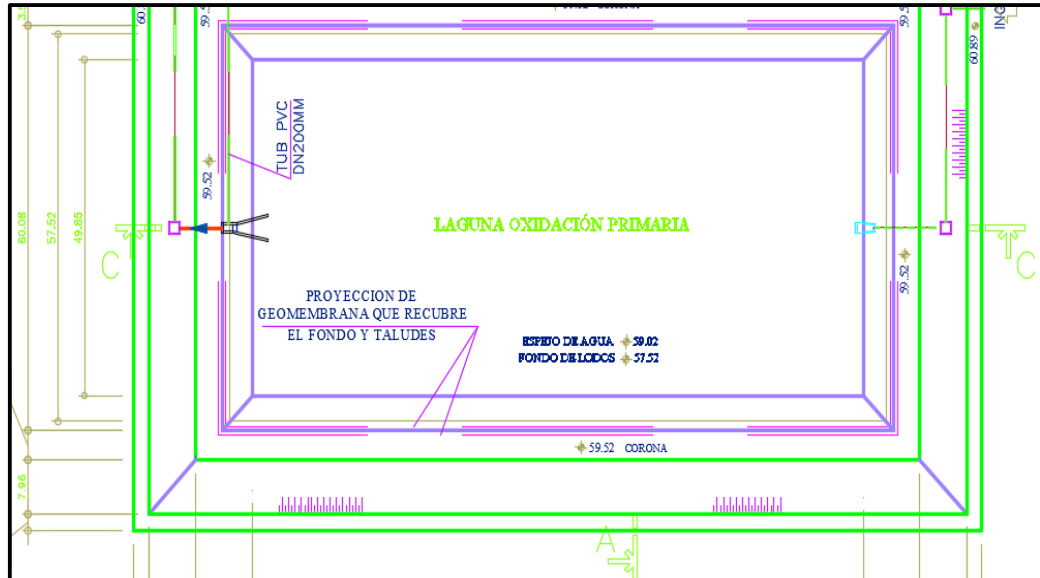 59.52
60.89
TUB PVC
DN200MM
59.52
60.08
57.52
49.85
LAGUNA OXIDACIÓN PRIMARIA
C
C
59.52
PROYECCION DE
GEOMEMBRANA QUE RECUBRE
EL FONDO Y TALUDES
ESPEJO DE AGUA 59.02
FONDO DE LODOS 57.52
59.52 CORONA
7.96
A